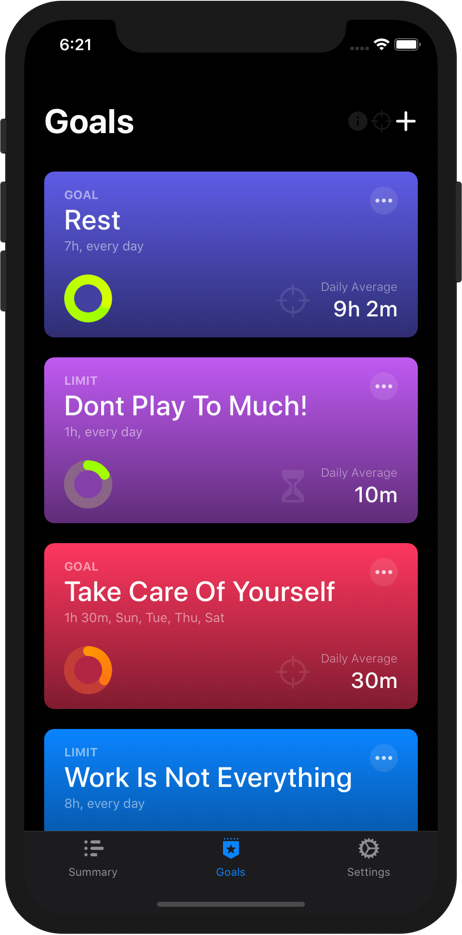 6:21
Goals
GOAL
Rest
7h, every day
Daily Average
9h 2m
LIMIT
Dont Play To Much!
1h, every day
Daily Average
10m
GOAL
Take Care Of Yourself
1h 30m, Sun, Tue, Thu, Sat
Daily Average
30m
LIMIT
Work Is Not Everything
8h, every day
Summary
Goals
Settings